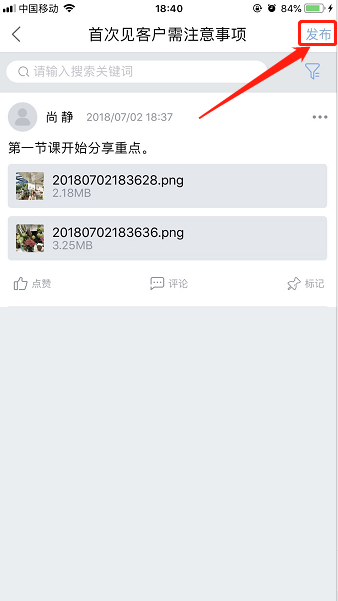 中国移动 18:40 84%
首次见客户需注意事项 发布
请输入搜索关键词
尚 静 2018/07/02 18:37
第一节课开始分享重点。
20180702183628.png
2.18MB
20180702183636.png
3.25MB
点赞 评论 标记